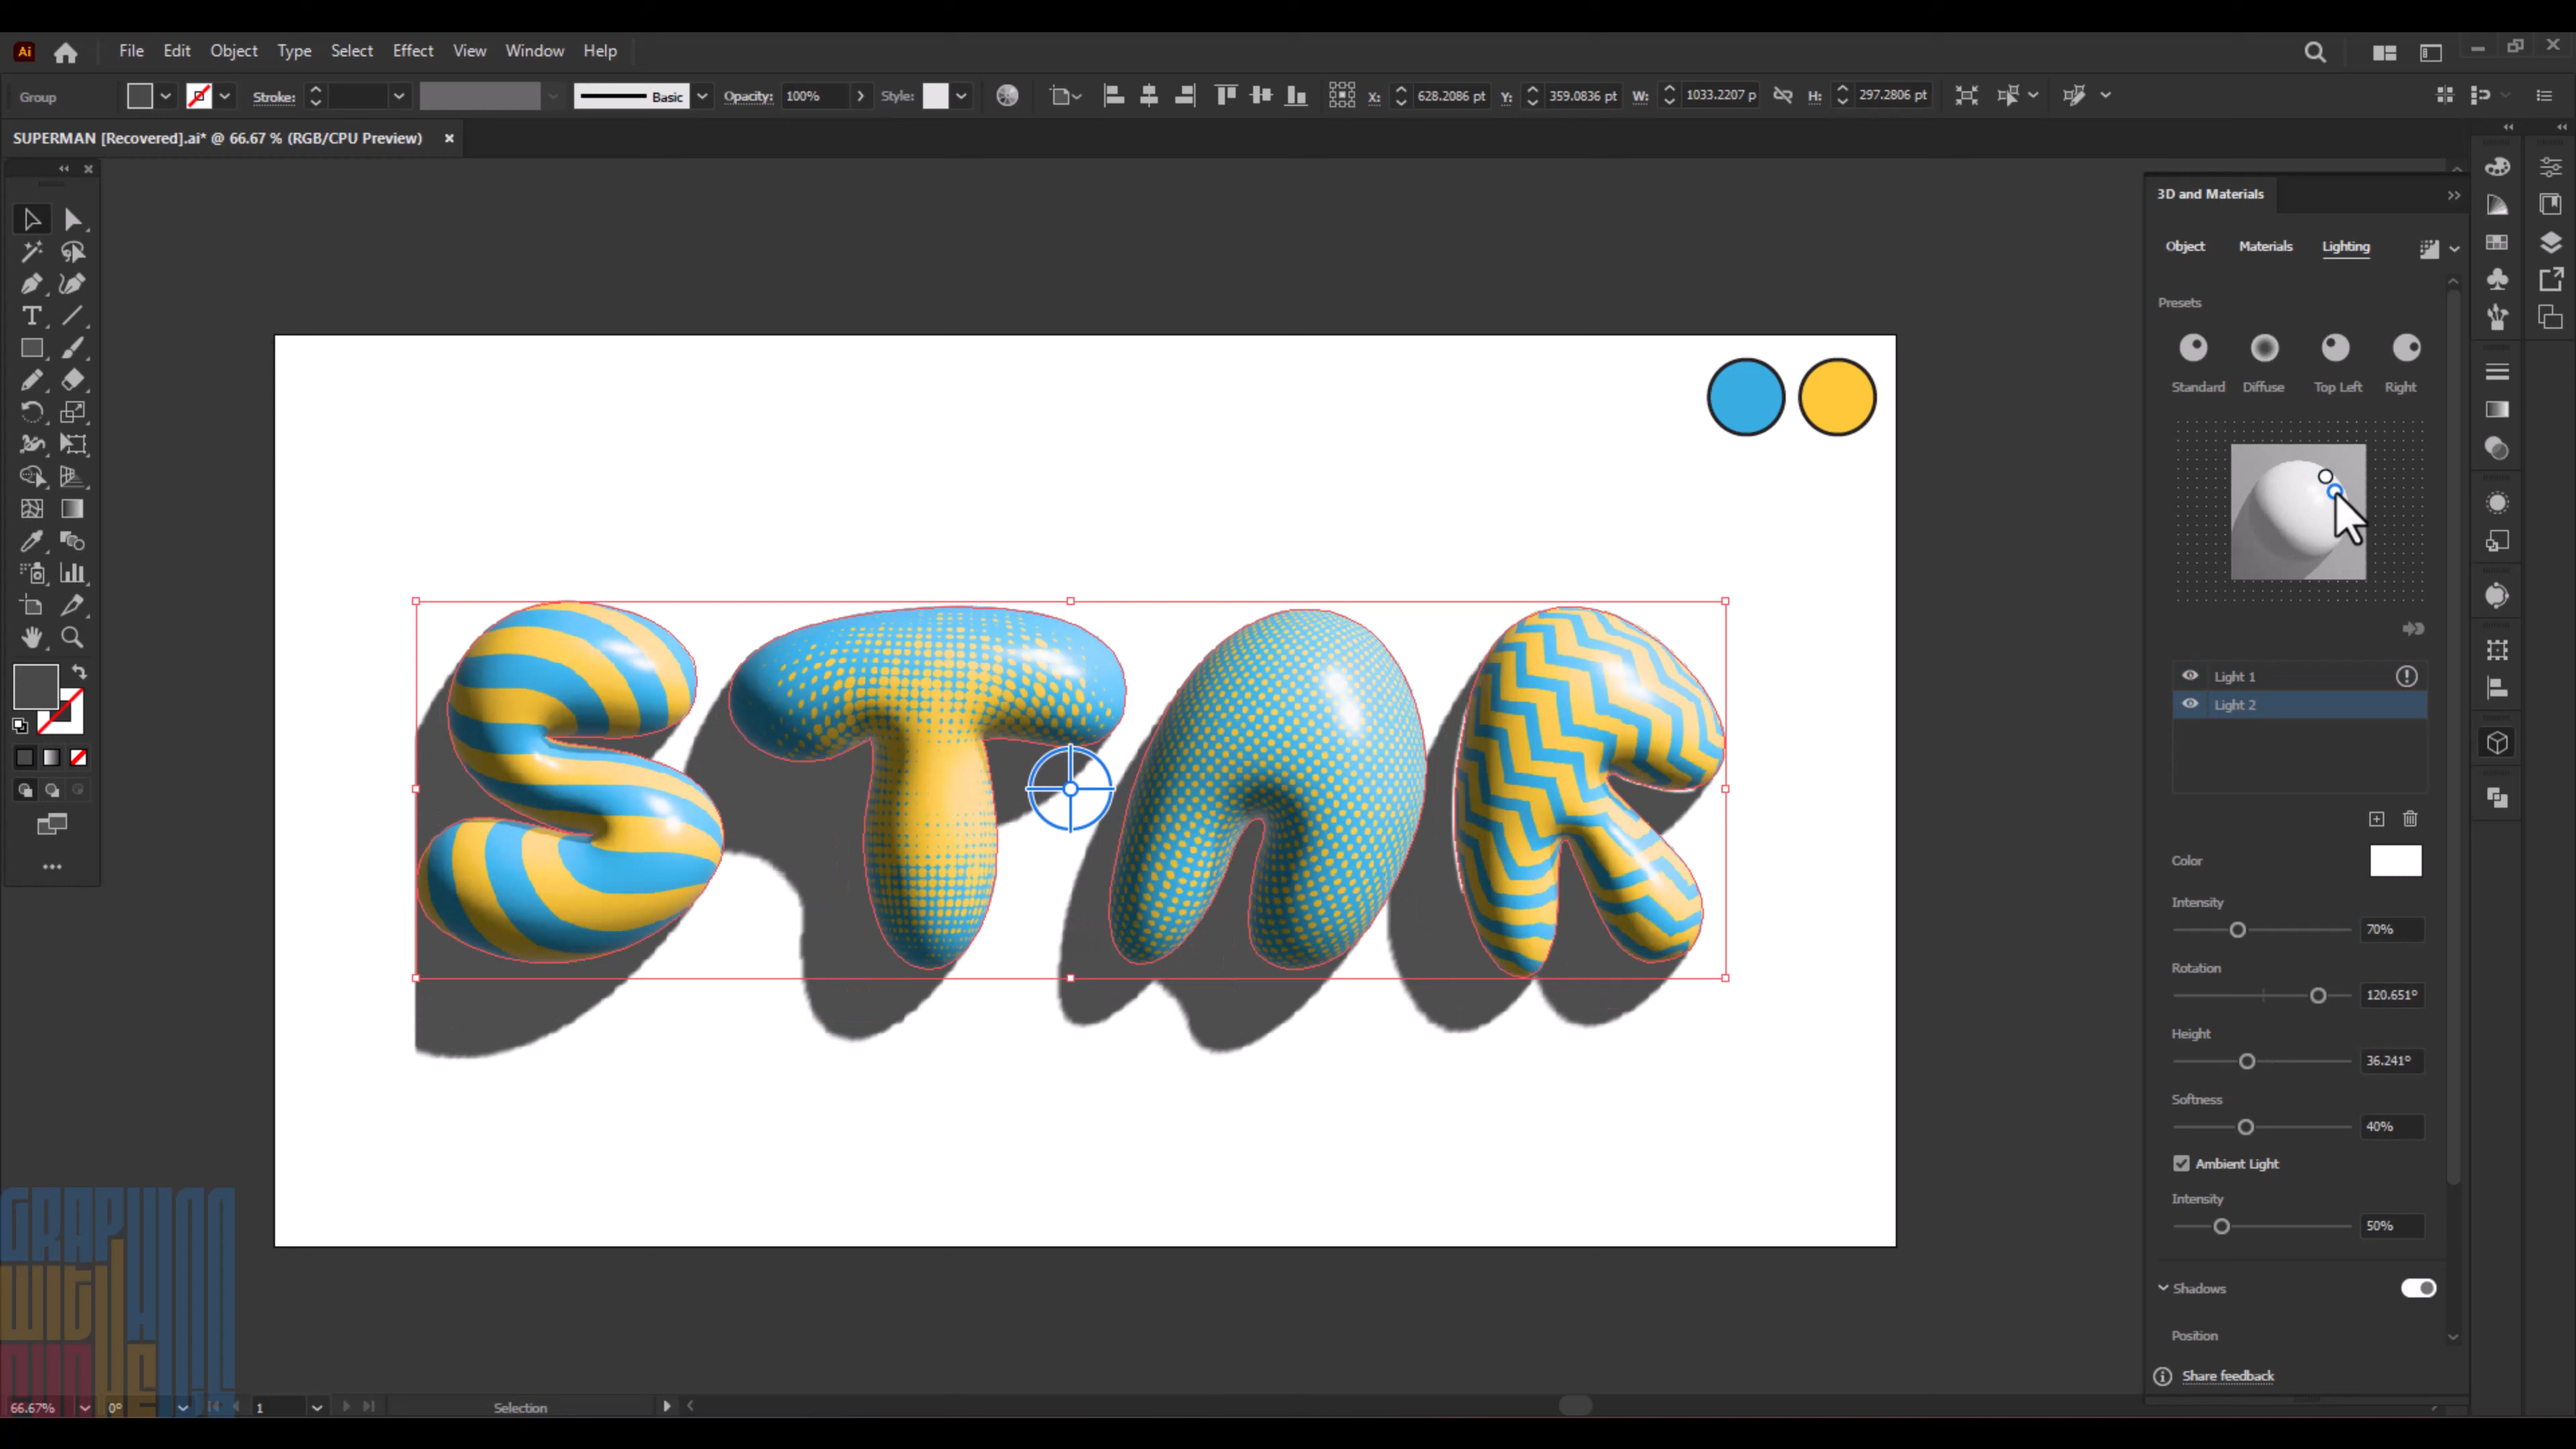 Ai File Edit Object Type Select Effect View Window Help
Group Stroke: Basic Opacity: 100% Style: X: 628.2086 pt Y: 359.0836 pt W: 1033.2207 p H: 297.2806 pt
SUPERMAN [Recovered].ai* @ 66.67 % (RGB/CPU Preview)
3D and Materials
Object Materials Lighting
Presets
Standard Diffuse Top Left Right
STAR
Light 1
Light 2
Color
Intensity
70%
Rotation
120.651°
Height
36.241°
Softness
40%
Ambient Light
Intensity
50%
Shadows
Position
Share feedback
66.67% 0° 1 Selection